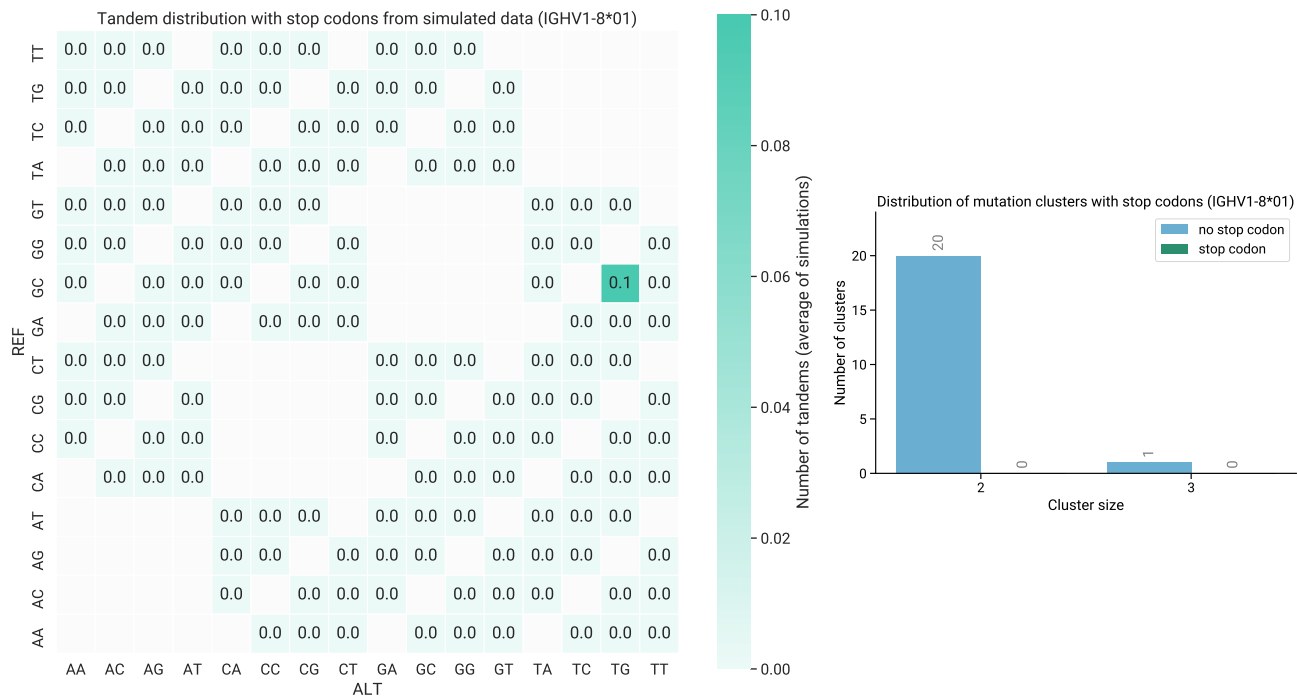 Tandem distribution with stop codons from simulated data (IGHV1-8*01)
TT 0.0 0.0 0.0 0.0 0.0 0.0 0.0 0.0 0.0
TG 0.0 0.0 0.0 0.0 0.0 0.0 0.0 0.0 0.0
TC 0.0 0.0 0.0 0.0 0.0 0.0 0.0 0.0 0.0
TA 0.0 0.0 0.0 0.0 0.0 0.0 0.0 0.0 0.0
GT 0.0 0.0 0.0 0.0 0.0 0.0 0.0 0.0 0.0
GG 0.0 0.0 0.0 0.0 0.0 0.0 0.0 0.0 0.0
GC 0.0 0.0 0.0 0.0 0.0 0.0 0.0 0.1 0.0
GA 0.0 0.0 0.0 0.0 0.0 0.0 0.0 0.0 0.0
CT 0.0 0.0 0.0 0.0 0.0 0.0 0.0 0.0 0.0
CG 0.0 0.0 0.0 0.0 0.0 0.0 0.0 0.0 0.0
CC 0.0 0.0 0.0 0.0 0.0 0.0 0.0 0.0 0.0
CA 0.0 0.0 0.0 0.0 0.0 0.0 0.0 0.0 0.0
AT 0.0 0.0 0.0 0.0 0.0 0.0 0.0 0.0 0.0
AG 0.0 0.0 0.0 0.0 0.0 0.0 0.0 0.0 0.0
AC 0.0 0.0 0.0 0.0 0.0 0.0 0.0 0.0 0.0
AA 0.0 0.0 0.0 0.0 0.0 0.0 0.0 0.0 0.0
REF
AA AC AG AT CA CC CG CT GA GC GG GT TA TC TG TT
ALT
0.10
0.08
0.06
0.04
0.02
0.00
Number of tandems (average of simulations)
Distribution of mutation clusters with stop codons (IGHV1-8*01)
no stop codon
stop codon
20
0
1
0
20
15
10
5
0
Number of clusters
2 3
Cluster size